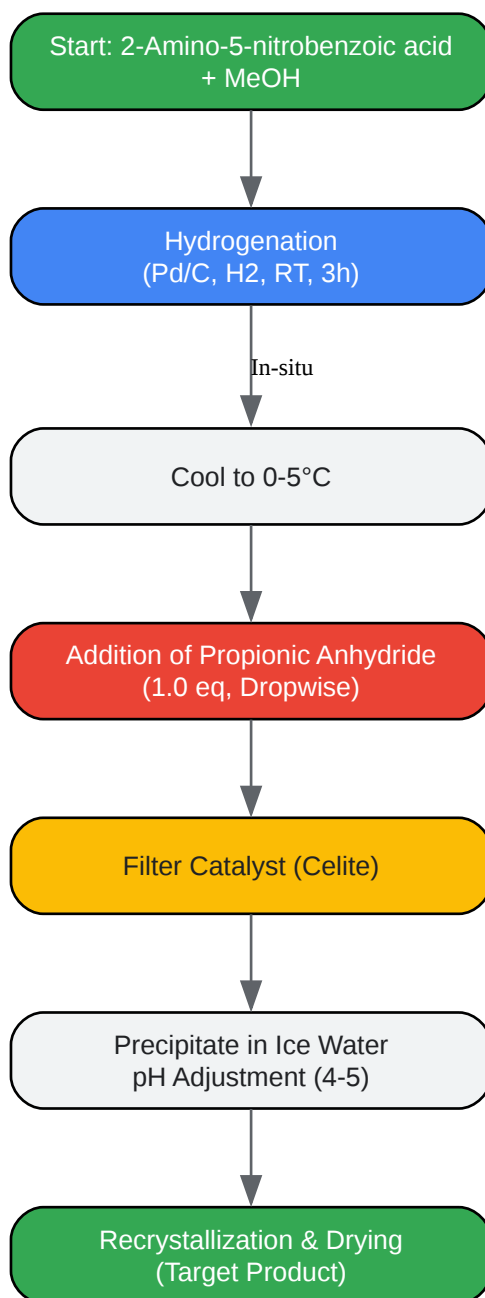 Start: 2-Amino-5-nitrobenzoic acid
+ MeOH
Hydrogenation
(Pd/C, H2, RT, 3h)
In-situ
Cool to 0-5°C
Addition of Propionic Anhydride
(1.0 eq, Dropwise)
Filter Catalyst (Celite)
Precipitate in Ice Water
pH Adjustment (4-5)
Recrystallization & Drying
(Target Product)